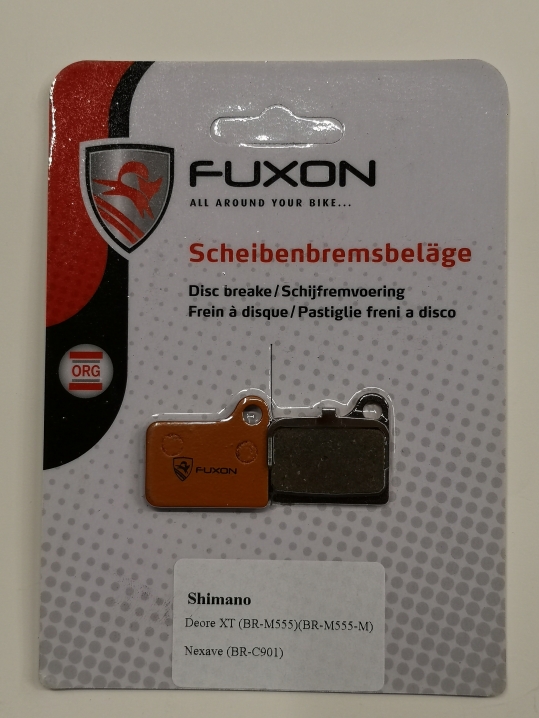 FUXON
ALL AROUND YOUR BIKE...
Scheibenbremsbeläge
Disc breake/Schijfremvoering
Frein à disque/Pastiglie freni a disco
ORG
FUXON
Shimano
Deore XT (BR-M555)(BR-M555-M)
Nexave (BR-C901)